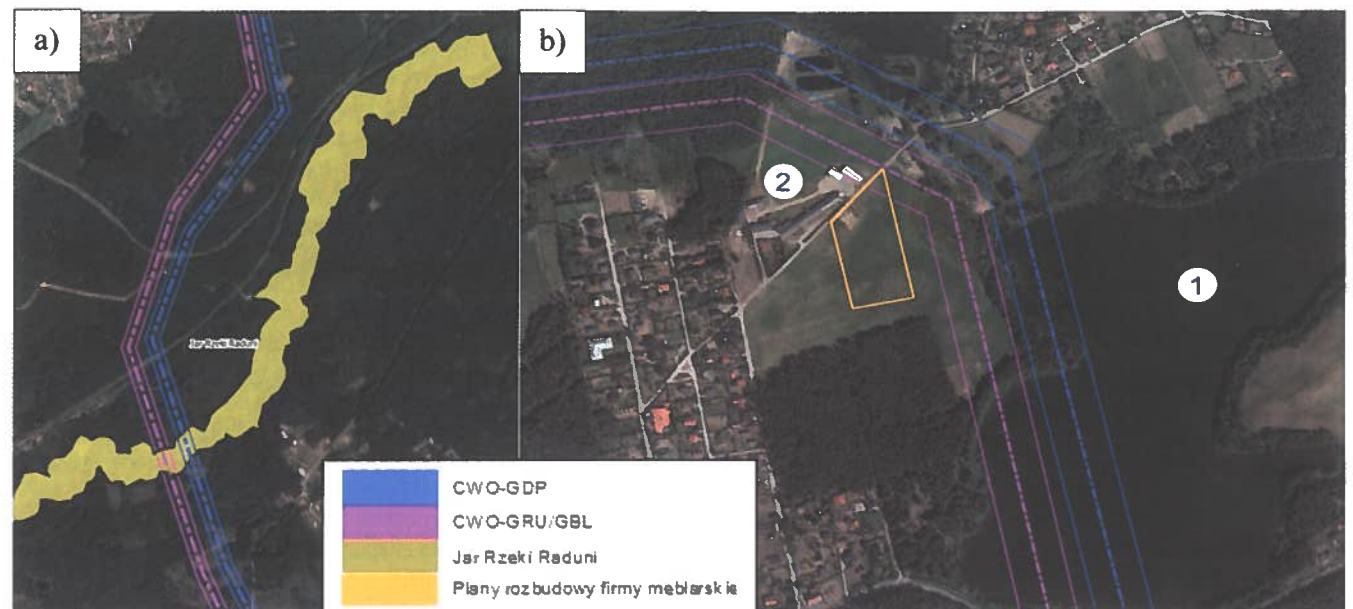 a)
b)
2
1
Jar Rzeki Raduni
CWO-GDP
CWO-GRU/GBL
Jar Rzeki Raduni
Plany rozbudowy firmy meblarskie